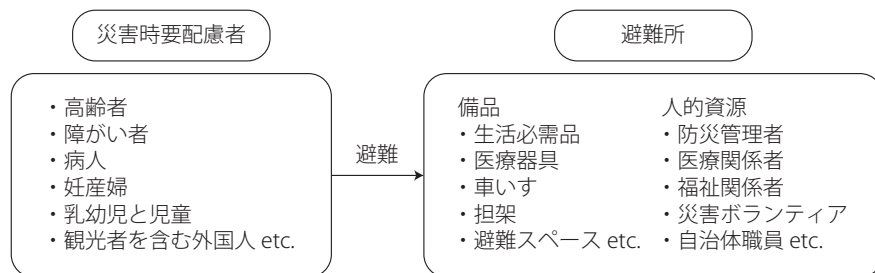 災害時要配慮者
・高齢者
・障がい者
・病人
・妊産婦
・乳幼児と児童
・観光者を含む外国人 etc.
避難
避難所
備品
・生活必需品
・医療器具
・車いす
・担架
・避難スペース etc.
人的資源
・防災管理者
・医療関係者
・福祉関係者
・災害ボランティア
・自治体職員 etc.